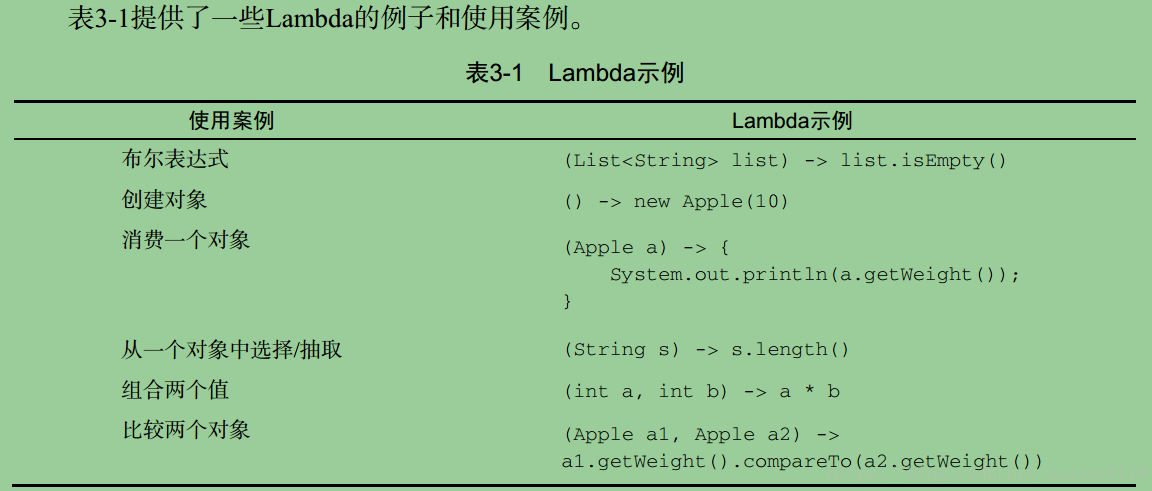 表3-1提供了一些Lambda的例子和使用案例。
表3-1 Lambda示例
使用案例 Lambda示例
布尔表达式 (List<String> list) -> list.isEmpty()
创建对象 () -> new Apple(10)
消费一个对象 (Apple a) -> {
System.out.println(a.getWeight());
}
从一个对象中选择/抽取 (String s) -> s.length()
组合两个值 (int a, int b) -> a * b
比较两个对象 (Apple a1, Apple a2) ->
a1.getWeight().compareTo(a2.getWeight())